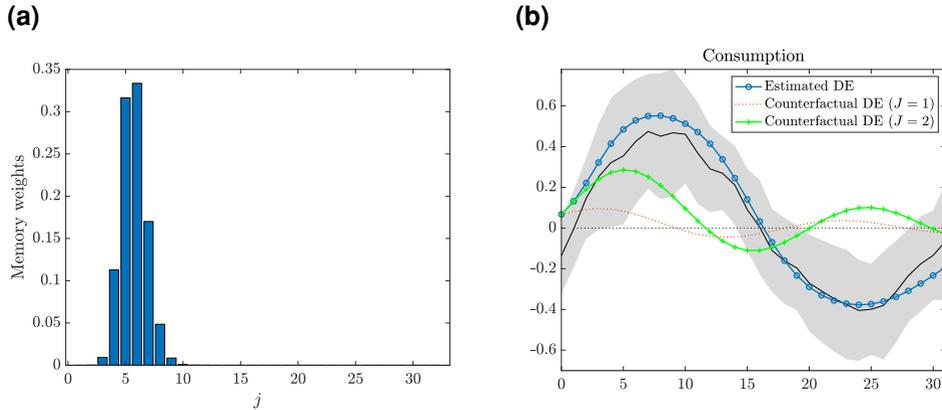 (a)
(b)
Consumption
0.35
0.3
0.25
0.2
0.15
0.1
0.05
0
Memory weights
0 5 10 15 20 25 30
j
0.6
0.4
0.2
0
-0.2
-0.4
-0.6
0 5 10 15 20 25 30
Estimated DE
Counterfactual DE (J = 1)
Counterfactual DE (J = 2)